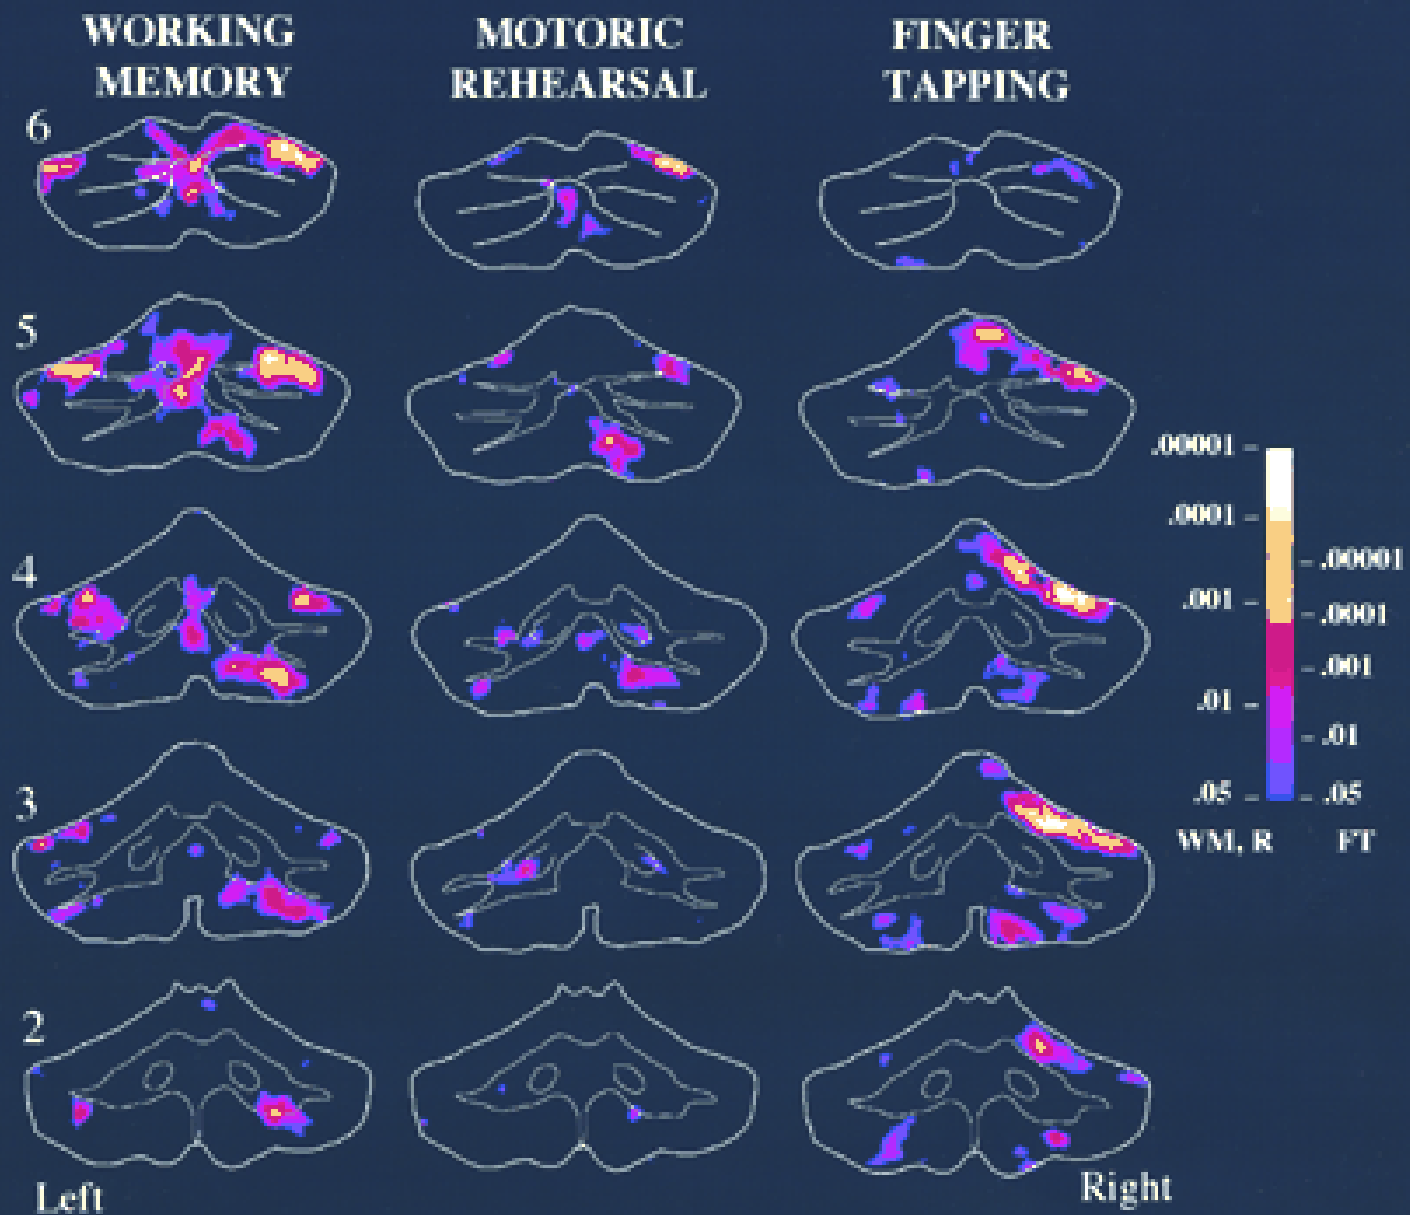 WORKING MEMORY
MOTORIC REHEARSAL
FINGER TAPPING
6
5
4
3
2
.00001
.0001
.001
.01
.05
.00001
.0001
.001
.01
.05
WM, R
FT
Left
Right